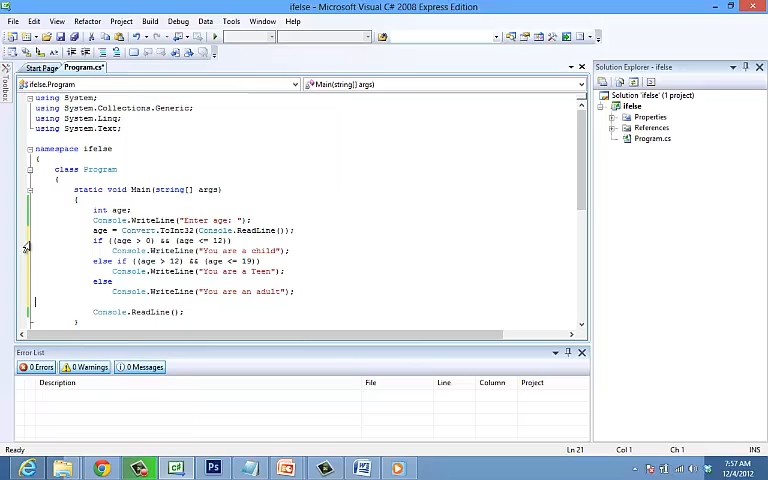 ifelse - Microsoft Visual C# 2008 Express Edition
File Edit View Refactor Project Build Debug Data Tools Window Help
Toolbox
Start Page Program.cs*
ifelse.Program Main(string[] args)
using System;
using System.Collections.Generic;
using System.Linq;
using System.Text;
namespace ifelse
{
class Program
{
static void Main(string[] args)
{
int age;
Console.WriteLine("Enter age: ");
age = Convert.ToInt32(Console.ReadLine());
if ((age > 0) && (age <= 12))
Console.WriteLine("You are a child");
else if ((age > 12) && (age <= 19))
Console.WriteLine("You are a Teen");
else
Console.WriteLine("You are an adult");
Console.ReadLine();
}
Solution Explorer - ifelse
Solution 'ifelse' (1 project)
ifelse
Properties
References
Program.cs
Error List
0 Errors 0 Warnings 0 Messages
Description File Line Column Project
Ready Ln 21 Col 1 Ch 1 INS
7:57 AM
12/4/2012